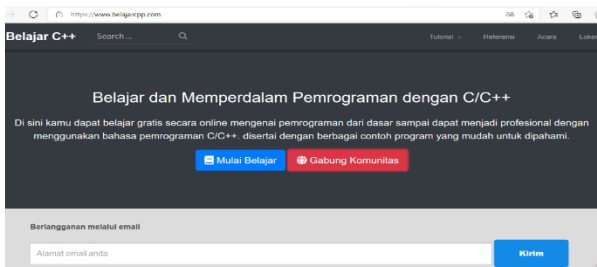 https://www.belajarcpp.com
Belajar C++ Search... Tutorial Referensi Acara Loker
Belajar dan Memperdalam Pemrograman dengan C/C++
Di sini kamu dapat belajar gratis secara online mengenai pemrograman dari dasar sampai dapat menjadi profesional dengan
menggunakan bahasa pemrograman C/C++. disertai dengan berbagai contoh program yang mudah untuk dipahami.
Mulai Belajar Gabung Komunitas
Berlangganan melalui email
Alamat email anda Kirim